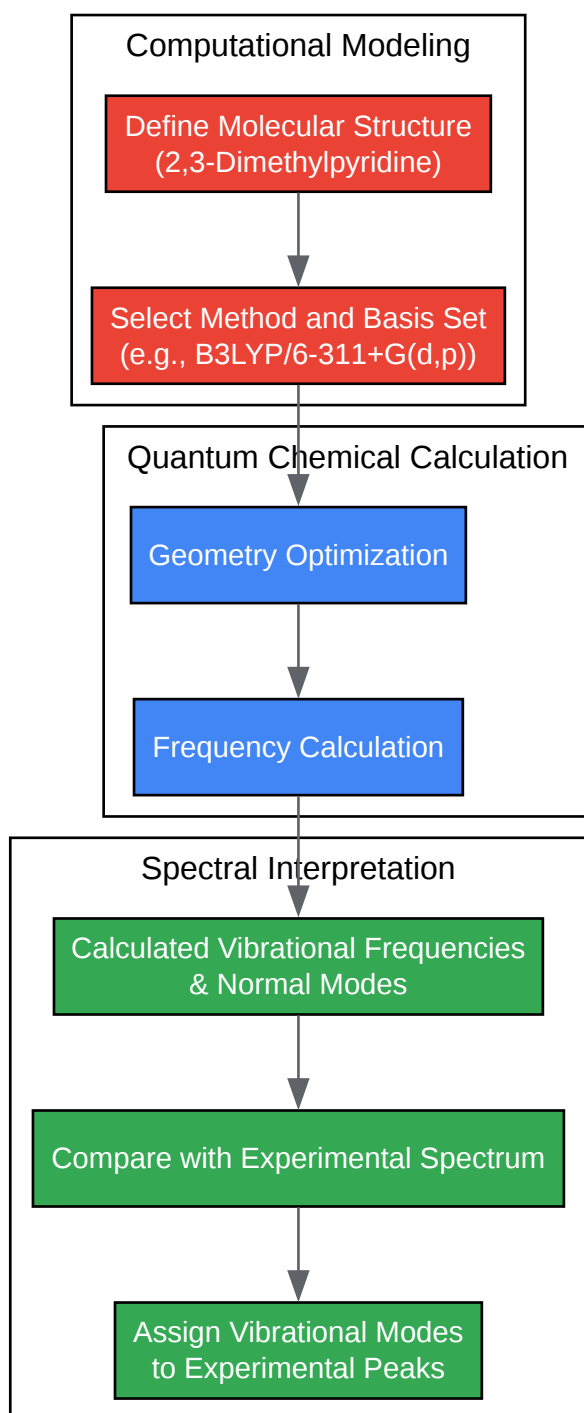 Computational Modeling
Define Molecular Structure
(2,3-Dimethylpyridine)
Select Method and Basis Set
(e.g., B3LYP/6-311+G(d,p))
Quantum Chemical Calculation
Geometry Optimization
Frequency Calculation
Spectral Interpretation
Calculated Vibrational Frequencies
& Normal Modes
Compare with Experimental Spectrum
Assign Vibrational Modes
to Experimental Peaks